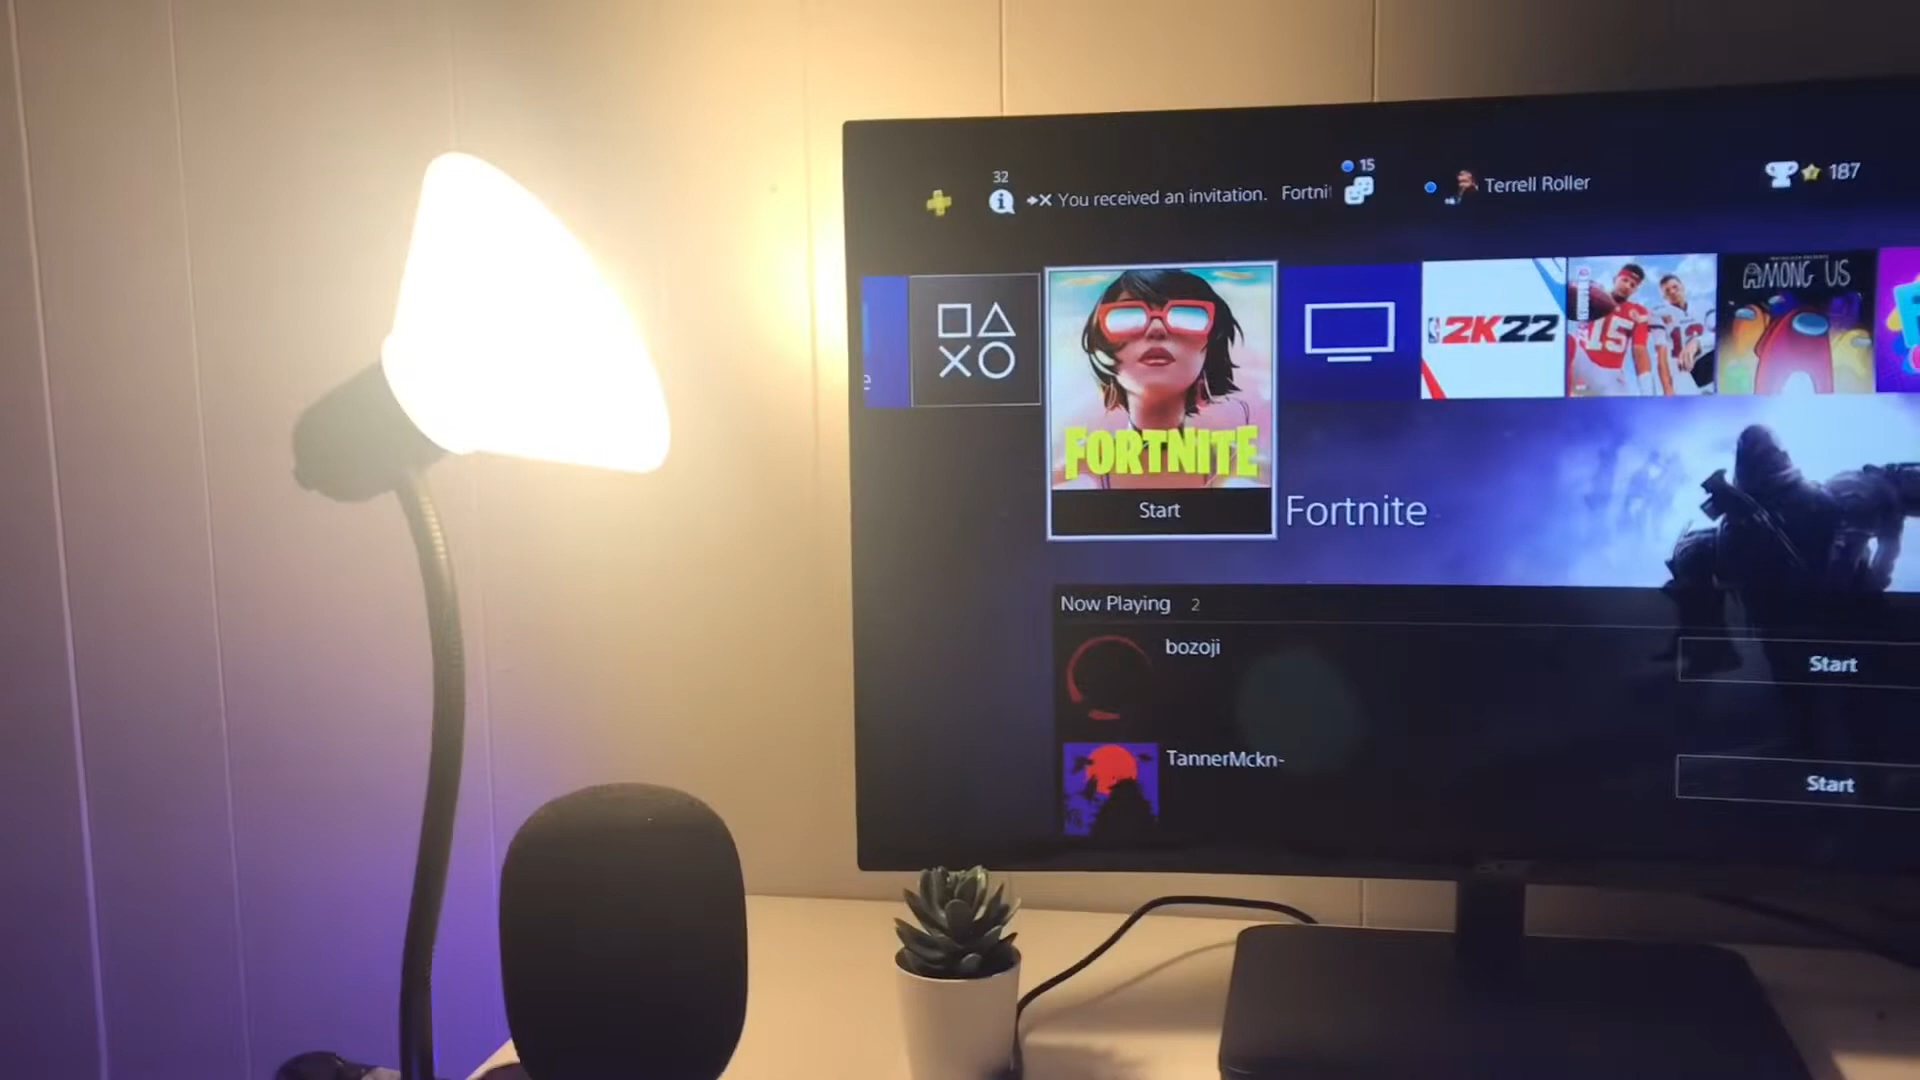 32
You received an invitation. Fortni
15
Terrell Roller
187
e
FORTNITE
Start
Fortnite
2K22
15
AMONG US
Now Playing 2
bozoji
Start
TannerMckn-
Start